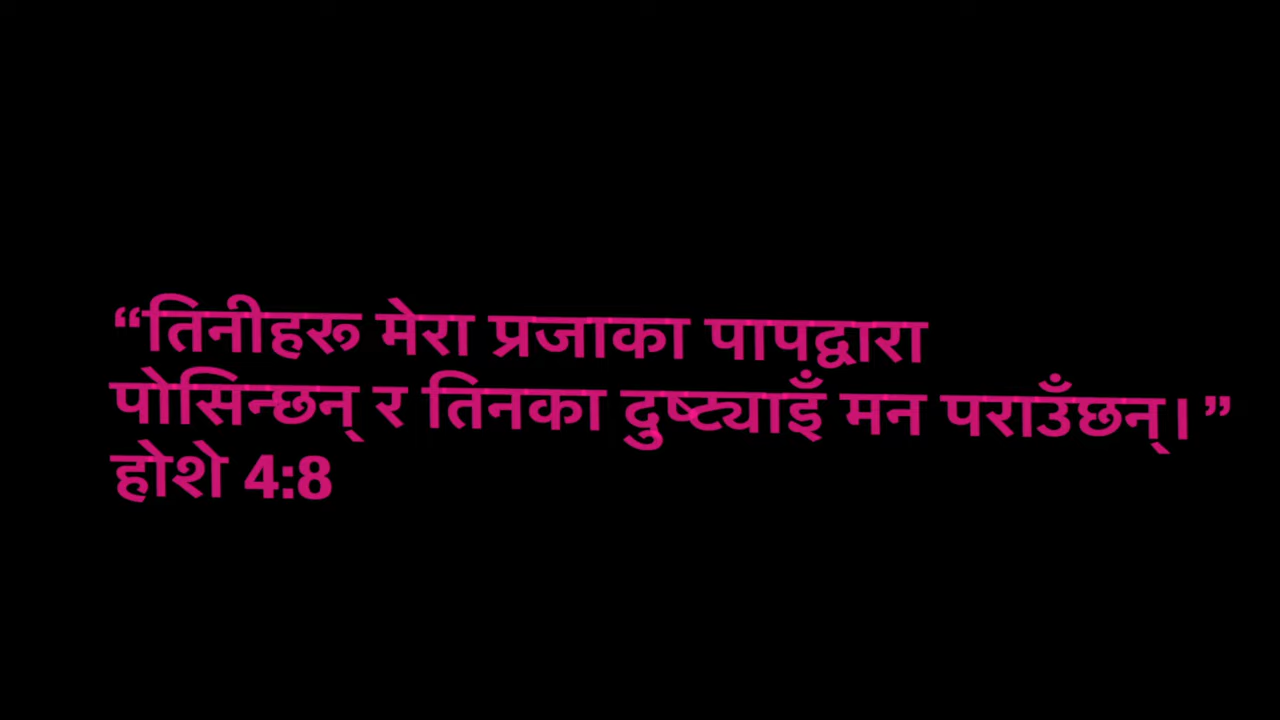 “तिनीहरू मेरा प्रजाका पापद्वारा
पोसिन्छन् र तिनका दुष्ट्याइँ मन पराउँछन्।”
होशे 4:8